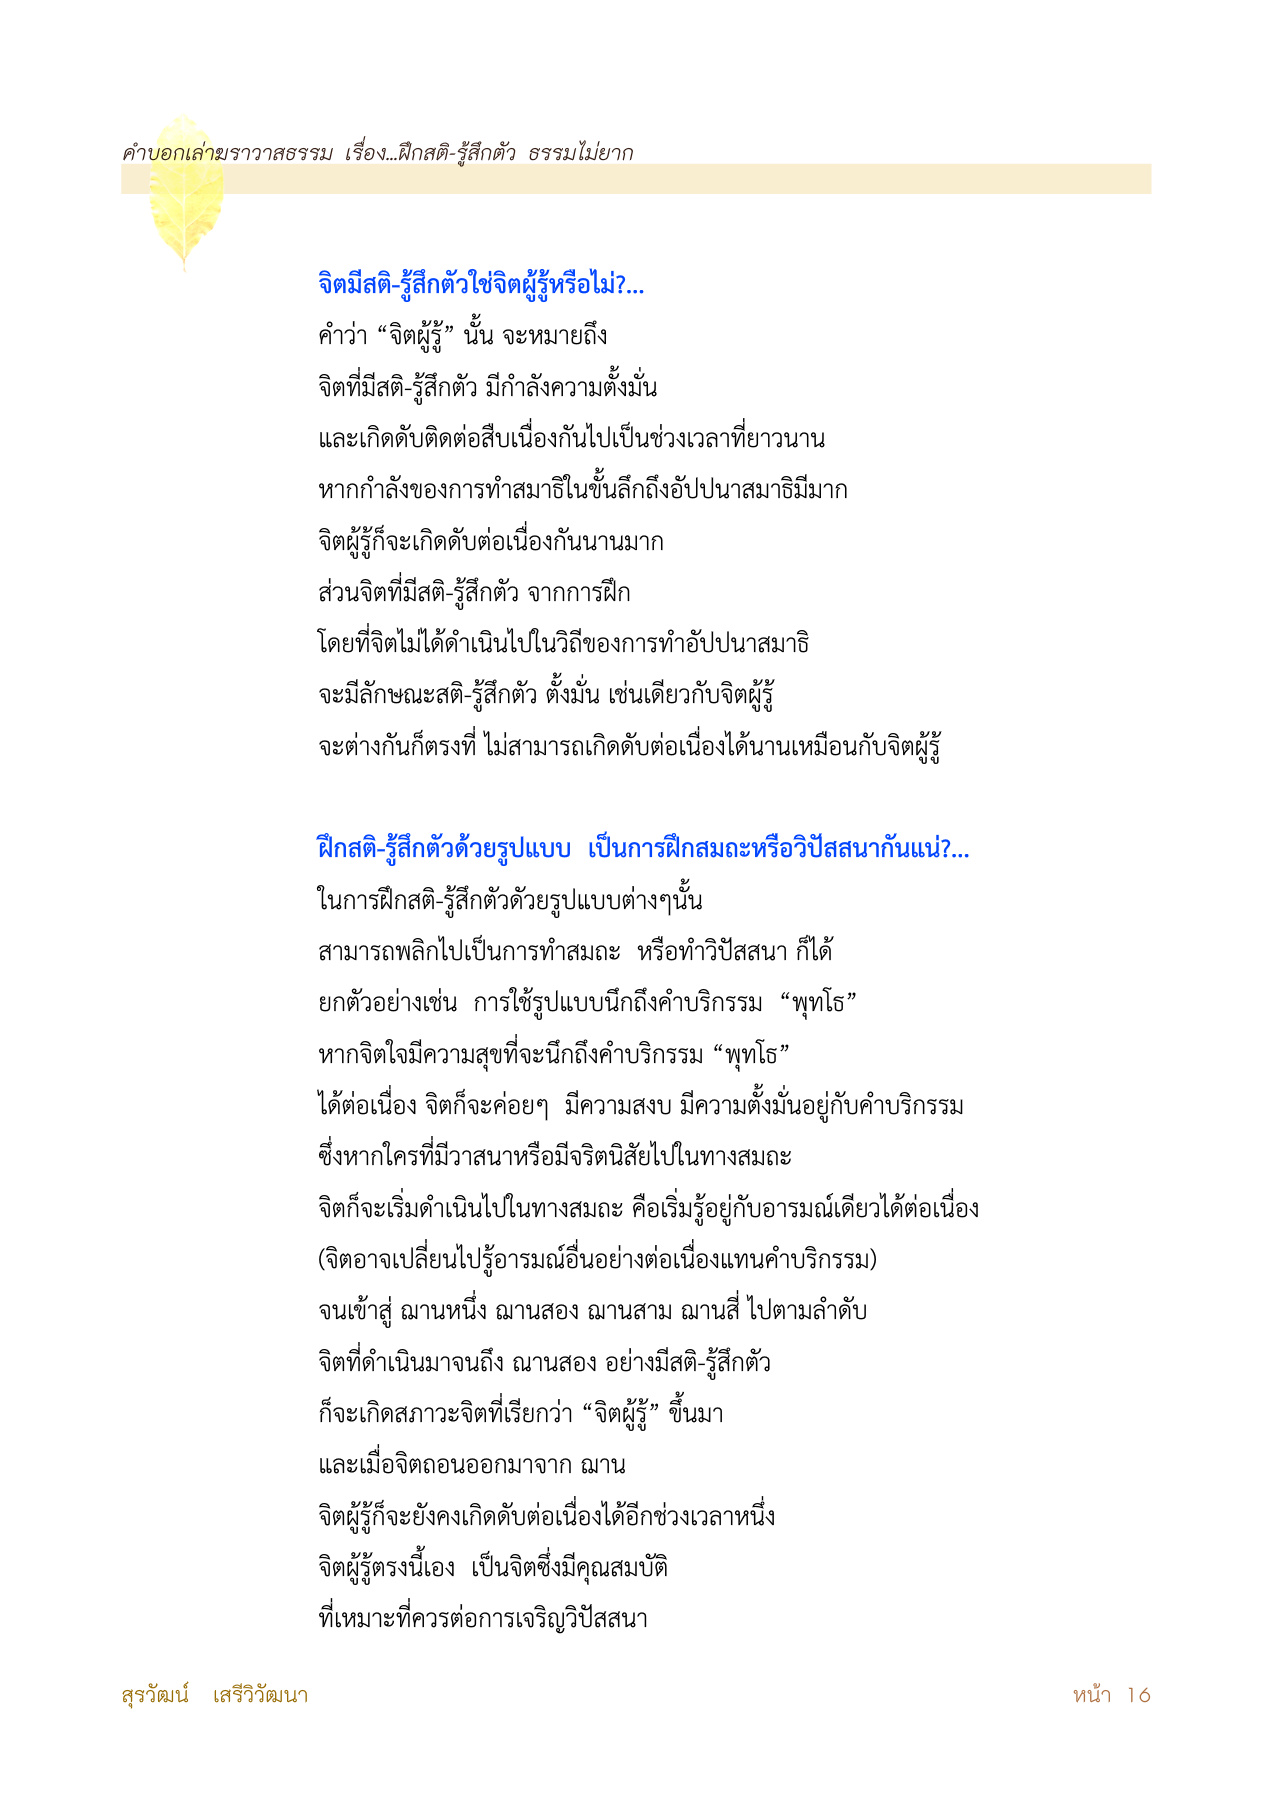 คำบอกเล่าฆราวาสธรรม เรื่อง...ฝึกสติ-รู้สึกตัว ธรรมไม่ยาก
จิตมีสติ-รู้สึกตัวใช่จิตผู้รู้หรือไม่?...
คำว่า “จิตผู้รู้” นั้น จะหมายถึง
จิตที่มีสติ-รู้สึกตัว มีกำลังความตั้งมั่น
และเกิดดับติดต่อสืบเนื่องกันไปเป็นช่วงเวลาที่ยาวนาน
หากกำลังของการทำสมาธิในขั้นลึกถึงอัปปนาสมาธิมีมาก
จิตผู้รู้ก็จะเกิดดับต่อเนื่องกันนานมาก
ส่วนจิตที่มีสติ-รู้สึกตัว จากการฝึก
โดยที่จิตไม่ได้ดำเนินไปในวิถีของการทำอัปปนาสมาธิ
จะมีลักษณะสติ-รู้สึกตัว ตั้งมั่น เช่นเดียวกับจิตผู้รู้
จะต่างกันก็ตรงที่ ไม่สามารถเกิดดับต่อเนื่องได้นานเหมือนกับจิตผู้รู้
ฝึกสติ-รู้สึกตัวด้วยรูปแบบ เป็นการฝึกสมถะหรือวิปัสสนากันแน่?...
ในการฝึกสติ-รู้สึกตัวด้วยรูปแบบต่างๆนั้น
สามารถพลิกไปเป็นการทำสมถะ หรือทำวิปัสสนา ก็ได้
ยกตัวอย่างเช่น การใช้รูปแบบนึกถึงคำบริกรรม “พุทโธ”
หากจิตใจมีความสุขที่จะนึกถึงคำบริกรรม “พุทโธ”
ได้ต่อเนื่อง จิตก็จะค่อยๆ มีความสงบ มีความตั้งมั่นอยู่กับคำบริกรรม
ซึ่งหากใครที่มีวาสนาหรือมีจริตนิสัยไปในทางสมถะ
จิตก็จะเริ่มดำเนินไปในทางสมถะ คือเริ่มรู้อยู่กับอารมณ์เดียวได้ต่อเนื่อง
(จิตอาจเปลี่ยนไปรู้อารมณ์อื่นอย่างต่อเนื่องแทนคำบริกรรม)
จนเข้าสู่ ฌานหนึ่ง ฌานสอง ฌานสาม ฌานสี่ ไปตามลำดับ
จิตที่ดำเนินมาจนถึง ณานสอง อย่างมีสติ-รู้สึกตัว
ก็จะเกิดสภาวะจิตที่เรียกว่า “จิตผู้รู้” ขึ้นมา
และเมื่อจิตถอนออกมาจาก ฌาน
จิตผู้รู้ก็จะยังคงเกิดดับต่อเนื่องได้อีกช่วงเวลาหนึ่ง
จิตผู้รู้ตรงนี้เอง เป็นจิตซึ่งมีคุณสมบัติ
ที่เหมาะที่ควรต่อการเจริญวิปัสสนา
สุรวัฒน์ เสรีวิวัฒนา
หน้า 16